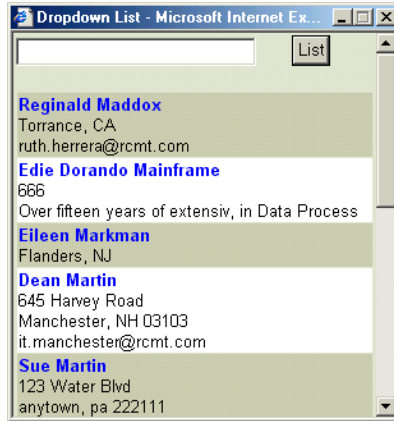 Dropdown List - Microsoft Internet Ex...
List
Reginald Maddox
Torrance, CA
ruth.herrera@rcmt.com
Edie Dorando Mainframe
666
Over fifteen years of extensiv, in Data Process
Eileen Markman
Flanders, NJ
Dean Martin
645 Harvey Road
Manchester, NH 03103
it.manchester@rcmt.com
Sue Martin
123 Water Blvd
anytown, pa 222111